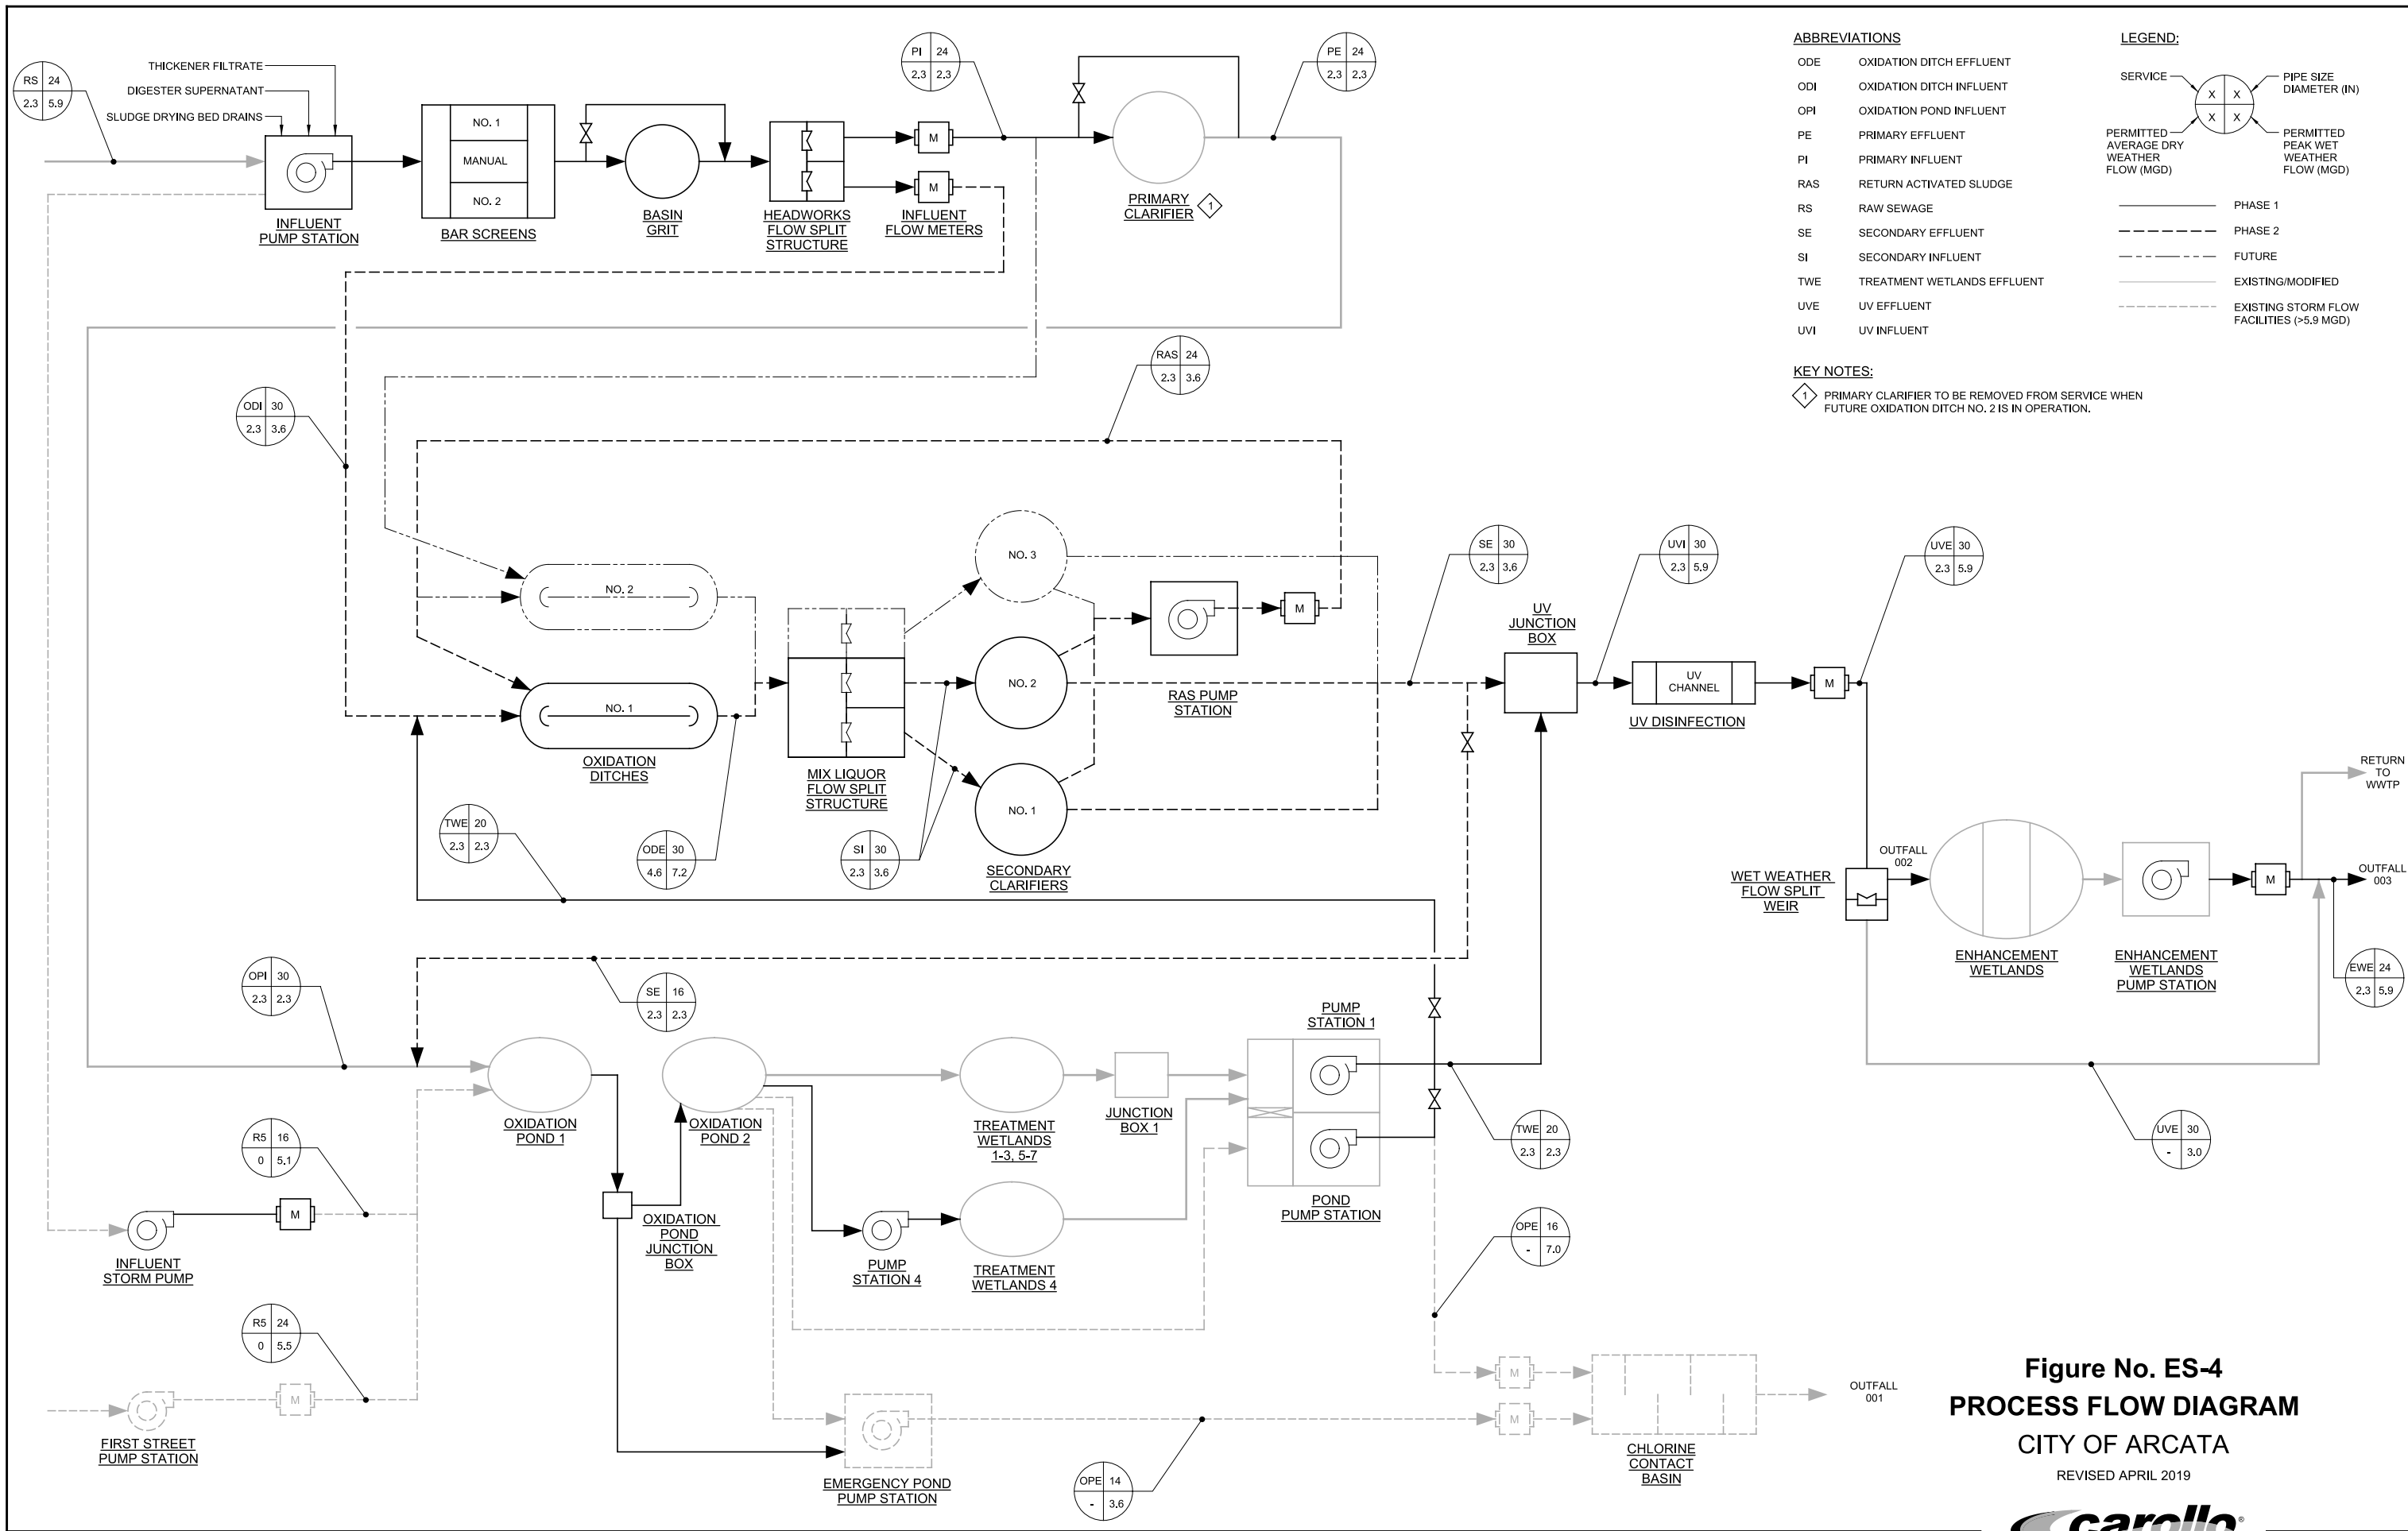 RS 24
2.3 5.9
THICKENER FILTRATE
DIGESTER SUPERNATANT
SLUDGE DRYING BED DRAINS
INFLUENT
PUMP STATION
NO. 1
MANUAL
NO. 2
BAR SCREENS
BASIN
GRIT
HEADWORKS
FLOW SPLIT
STRUCTURE
M
M
INFLUENT
FLOW METERS
PI 24
2.3 2.3
PRIMARY
CLARIFIER
1
PE 24
2.3 2.3
ABBREVIATIONS
ODE OXIDATION DITCH EFFLUENT
ODI OXIDATION DITCH INFLUENT
OPI OXIDATION POND INFLUENT
PE PRIMARY EFFLUENT
PI PRIMARY INFLUENT
RAS RETURN ACTIVATED SLUDGE
RS RAW SEWAGE
SE SECONDARY EFFLUENT
SI SECONDARY INFLUENT
TWE TREATMENT WETLANDS EFFLUENT
UVE UV EFFLUENT
UVI UV INFLUENT
LEGEND:
SERVICE
PIPE SIZE
DIAMETER (IN)
X X
X X
PERMITTED
AVERAGE DRY
WEATHER
FLOW (MGD)
PERMITTED
PEAK WET
WEATHER
FLOW (MGD)
PHASE 1
PHASE 2
FUTURE
EXISTING/MODIFIED
EXISTING STORM FLOW
FACILITIES (>5.9 MGD)
KEY NOTES:
1 PRIMARY CLARIFIER TO BE REMOVED FROM SERVICE WHEN
FUTURE OXIDATION DITCH NO. 2 IS IN OPERATION.
ODI 30
2.3 3.6
RAS 24
2.3 3.6
NO. 2
NO. 1
OXIDATION
DITCHES
MIX LIQUOR
FLOW SPLIT
STRUCTURE
NO. 3
NO. 2
NO. 1
SECONDARY
CLARIFIERS
M
RAS PUMP
STATION
SE 30
2.3 3.6
UV
JUNCTION
BOX
UVI 30
2.3 5.9
UV
CHANNEL
UV DISINFECTION
M
UVE 30
2.3 5.9
TWE 20
2.3 2.3
ODE 30
4.6 7.2
SI 30
2.3 3.6
RETURN
TO
WWTP
OUTFALL
002
WET WEATHER
FLOW SPLIT
WEIR
ENHANCEMENT
WETLANDS
ENHANCEMENT
WETLANDS
PUMP STATION
M
OUTFALL
003
EWE 24
2.3 5.9
OPI 30
2.3 2.3
SE 16
2.3 2.3
OXIDATION
POND 1
OXIDATION
POND 2
TREATMENT
WETLANDS
1-3, 5-7
JUNCTION
BOX 1
PUMP
STATION 1
POND
PUMP STATION
TWE 20
2.3 2.3
UVE 30
- 3.0
R5 16
0 5.1
M
INFLUENT
STORM PUMP
OXIDATION
POND
JUNCTION
BOX
PUMP
STATION 4
TREATMENT
WETLANDS 4
OPE 16
- 7.0
R5 24
0 5.5
M
FIRST STREET
PUMP STATION
EMERGENCY POND
PUMP STATION
OPE 14
- 3.6
M
M
CHLORINE
CONTACT
BASIN
OUTFALL
001
Figure No. ES-4
PROCESS FLOW DIAGRAM
CITY OF ARCATA
REVISED APRIL 2019
carollo®